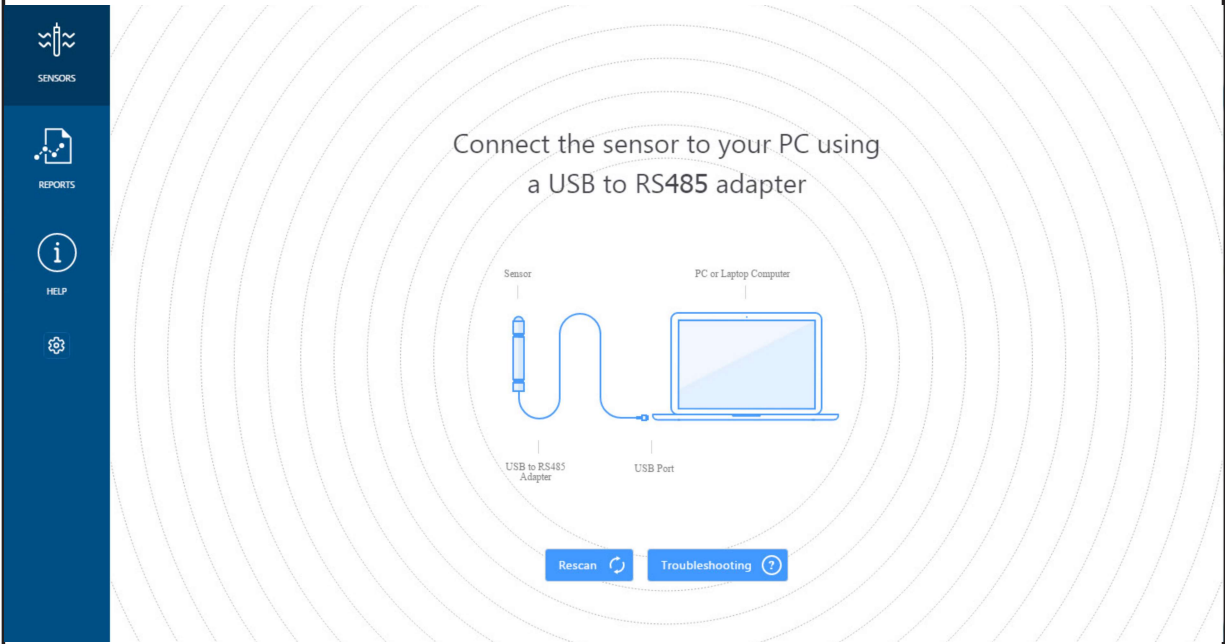 SENSORS
REPORTS
HELP
Connect the sensor to your PC using
a USB to RS485 adapter
Sensor
PC or Laptop Computer
USB to RS485
Adapter
USB Port
Rescan
Troubleshooting ?